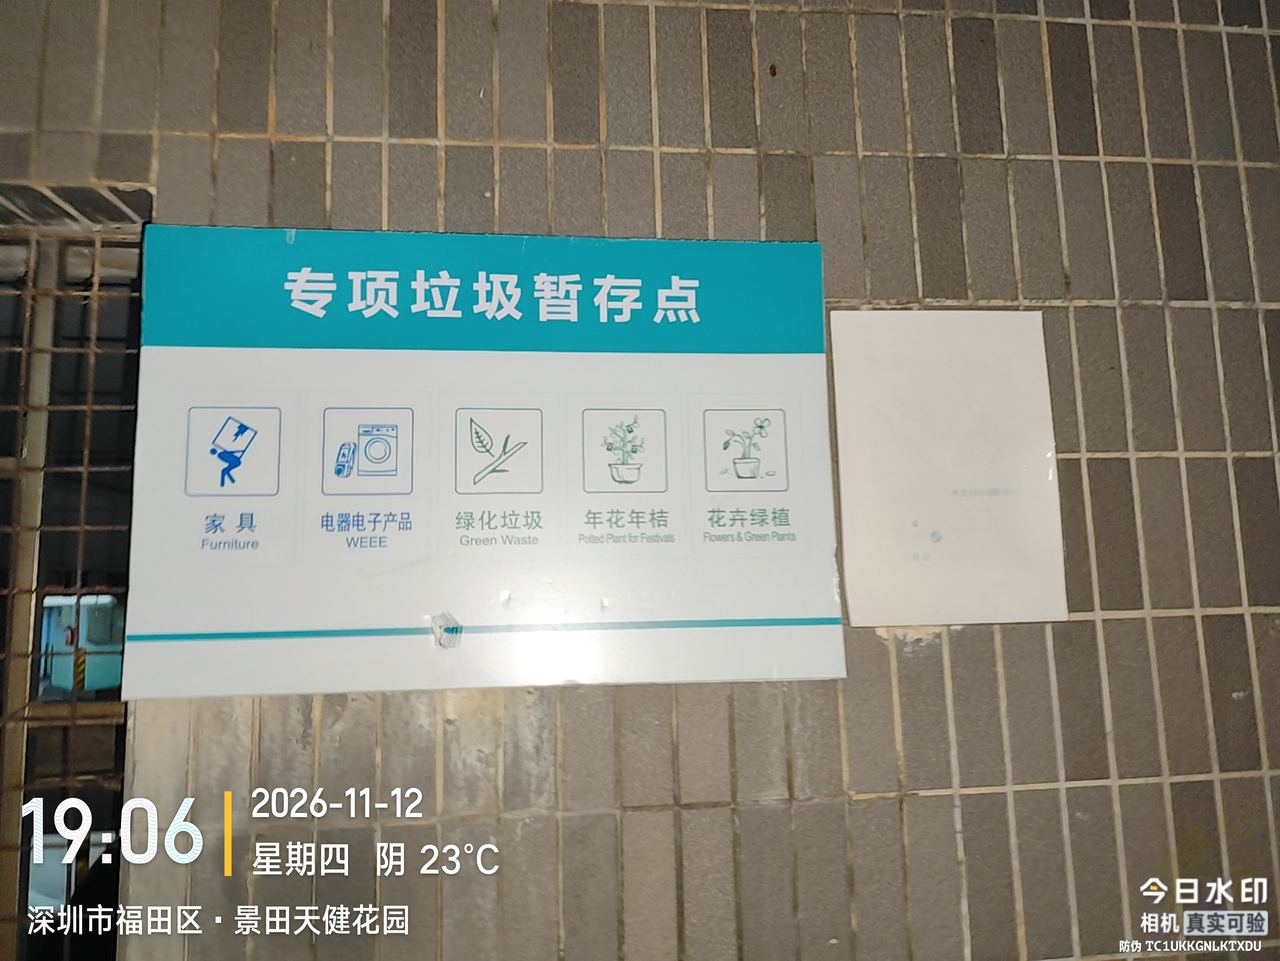 专项垃圾暂存点
家具
Furniture
电器电子产品
WEEE
绿化垃圾
Green Waste
年花年桔
Potted Plant for Festivals
花卉绿植
Flowers & Green Plants
19:06
2026-11-12
星期四 阴 23°C
深圳市福田区·景田天健花园
今日水印
相机 真实可验
防伪 TC1UKKGNLKTXDU